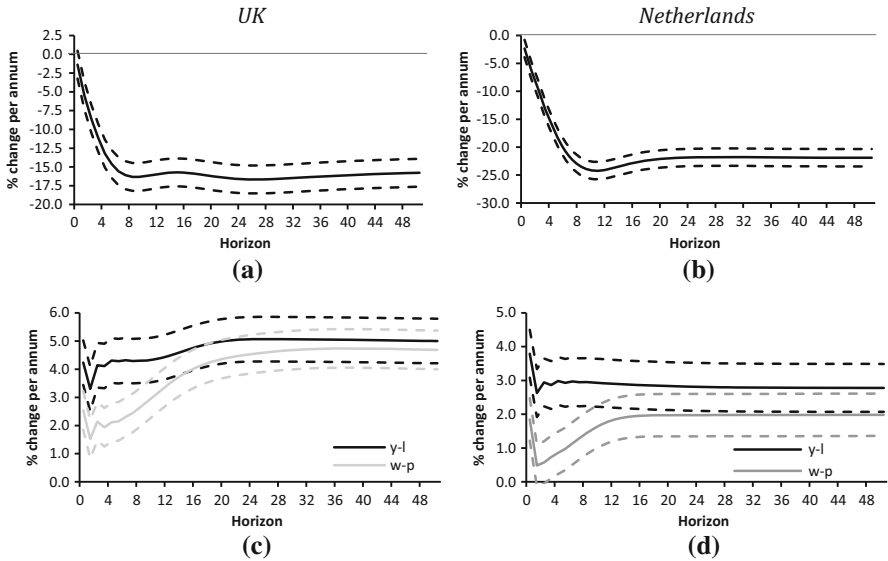 UK
Netherlands
% change per annum
2.5
0.0
-2.5
-5.0
-7.5
-10.0
-12.5
-15.0
-17.5
-20.0
0 4 8 12 16 20 24 28 32 36 40 44 48
Horizon
(a)
% change per annum
0.0
-5.0
-10.0
-15.0
-20.0
-25.0
-30.0
0 4 8 12 16 20 24 28 32 36 40 44 48
Horizon
(b)
% change per annum
6.0
5.0
4.0
3.0
2.0
1.0
0.0
y-l
w-p
0 4 8 12 16 20 24 28 32 36 40 44 48
Horizon
(c)
% change per annum
5.0
4.0
3.0
2.0
1.0
0.0
y-l
w-p
0 4 8 12 16 20 24 28 32 36 40 44 48
Horizon
(d)